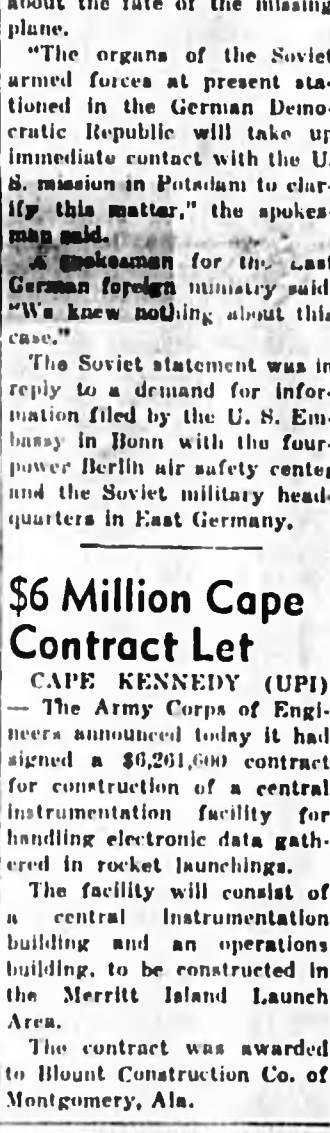 about the fate of the missing
plane.
"The organs of the Soviet
armed forces at present sta-
tioned in the German Demo-
cratic Republic will take up
immediate contact with the U.
S. mission in Potsdam to clar-
ify this matter," the spokes-
man said.
A spokesman for the East
German foreign ministry said
"We knew nothing about this
case."
The Soviet statement was in
reply to a demand for infor-
mation filed by the U. S. Em-
bassy in Bonn with the four-
power Berlin air safety center
and the Soviet military head-
quarters in East Germany.
$6 Million Cape
Contract Let
CAPE KENNEDY (UPI)
— The Army Corps of Engi-
neers announced today it had
signed a $6,261,600 contract
for construction of a central
instrumentation facility for
handling electronic data gath-
ered in rocket launchings.
The facility will consist of
a central instrumentation
building and an operations
building, to be constructed in
the Merritt Island Launch
Area.
The contract was awarded
to Blount Construction Co. of
Montgomery, Ala.